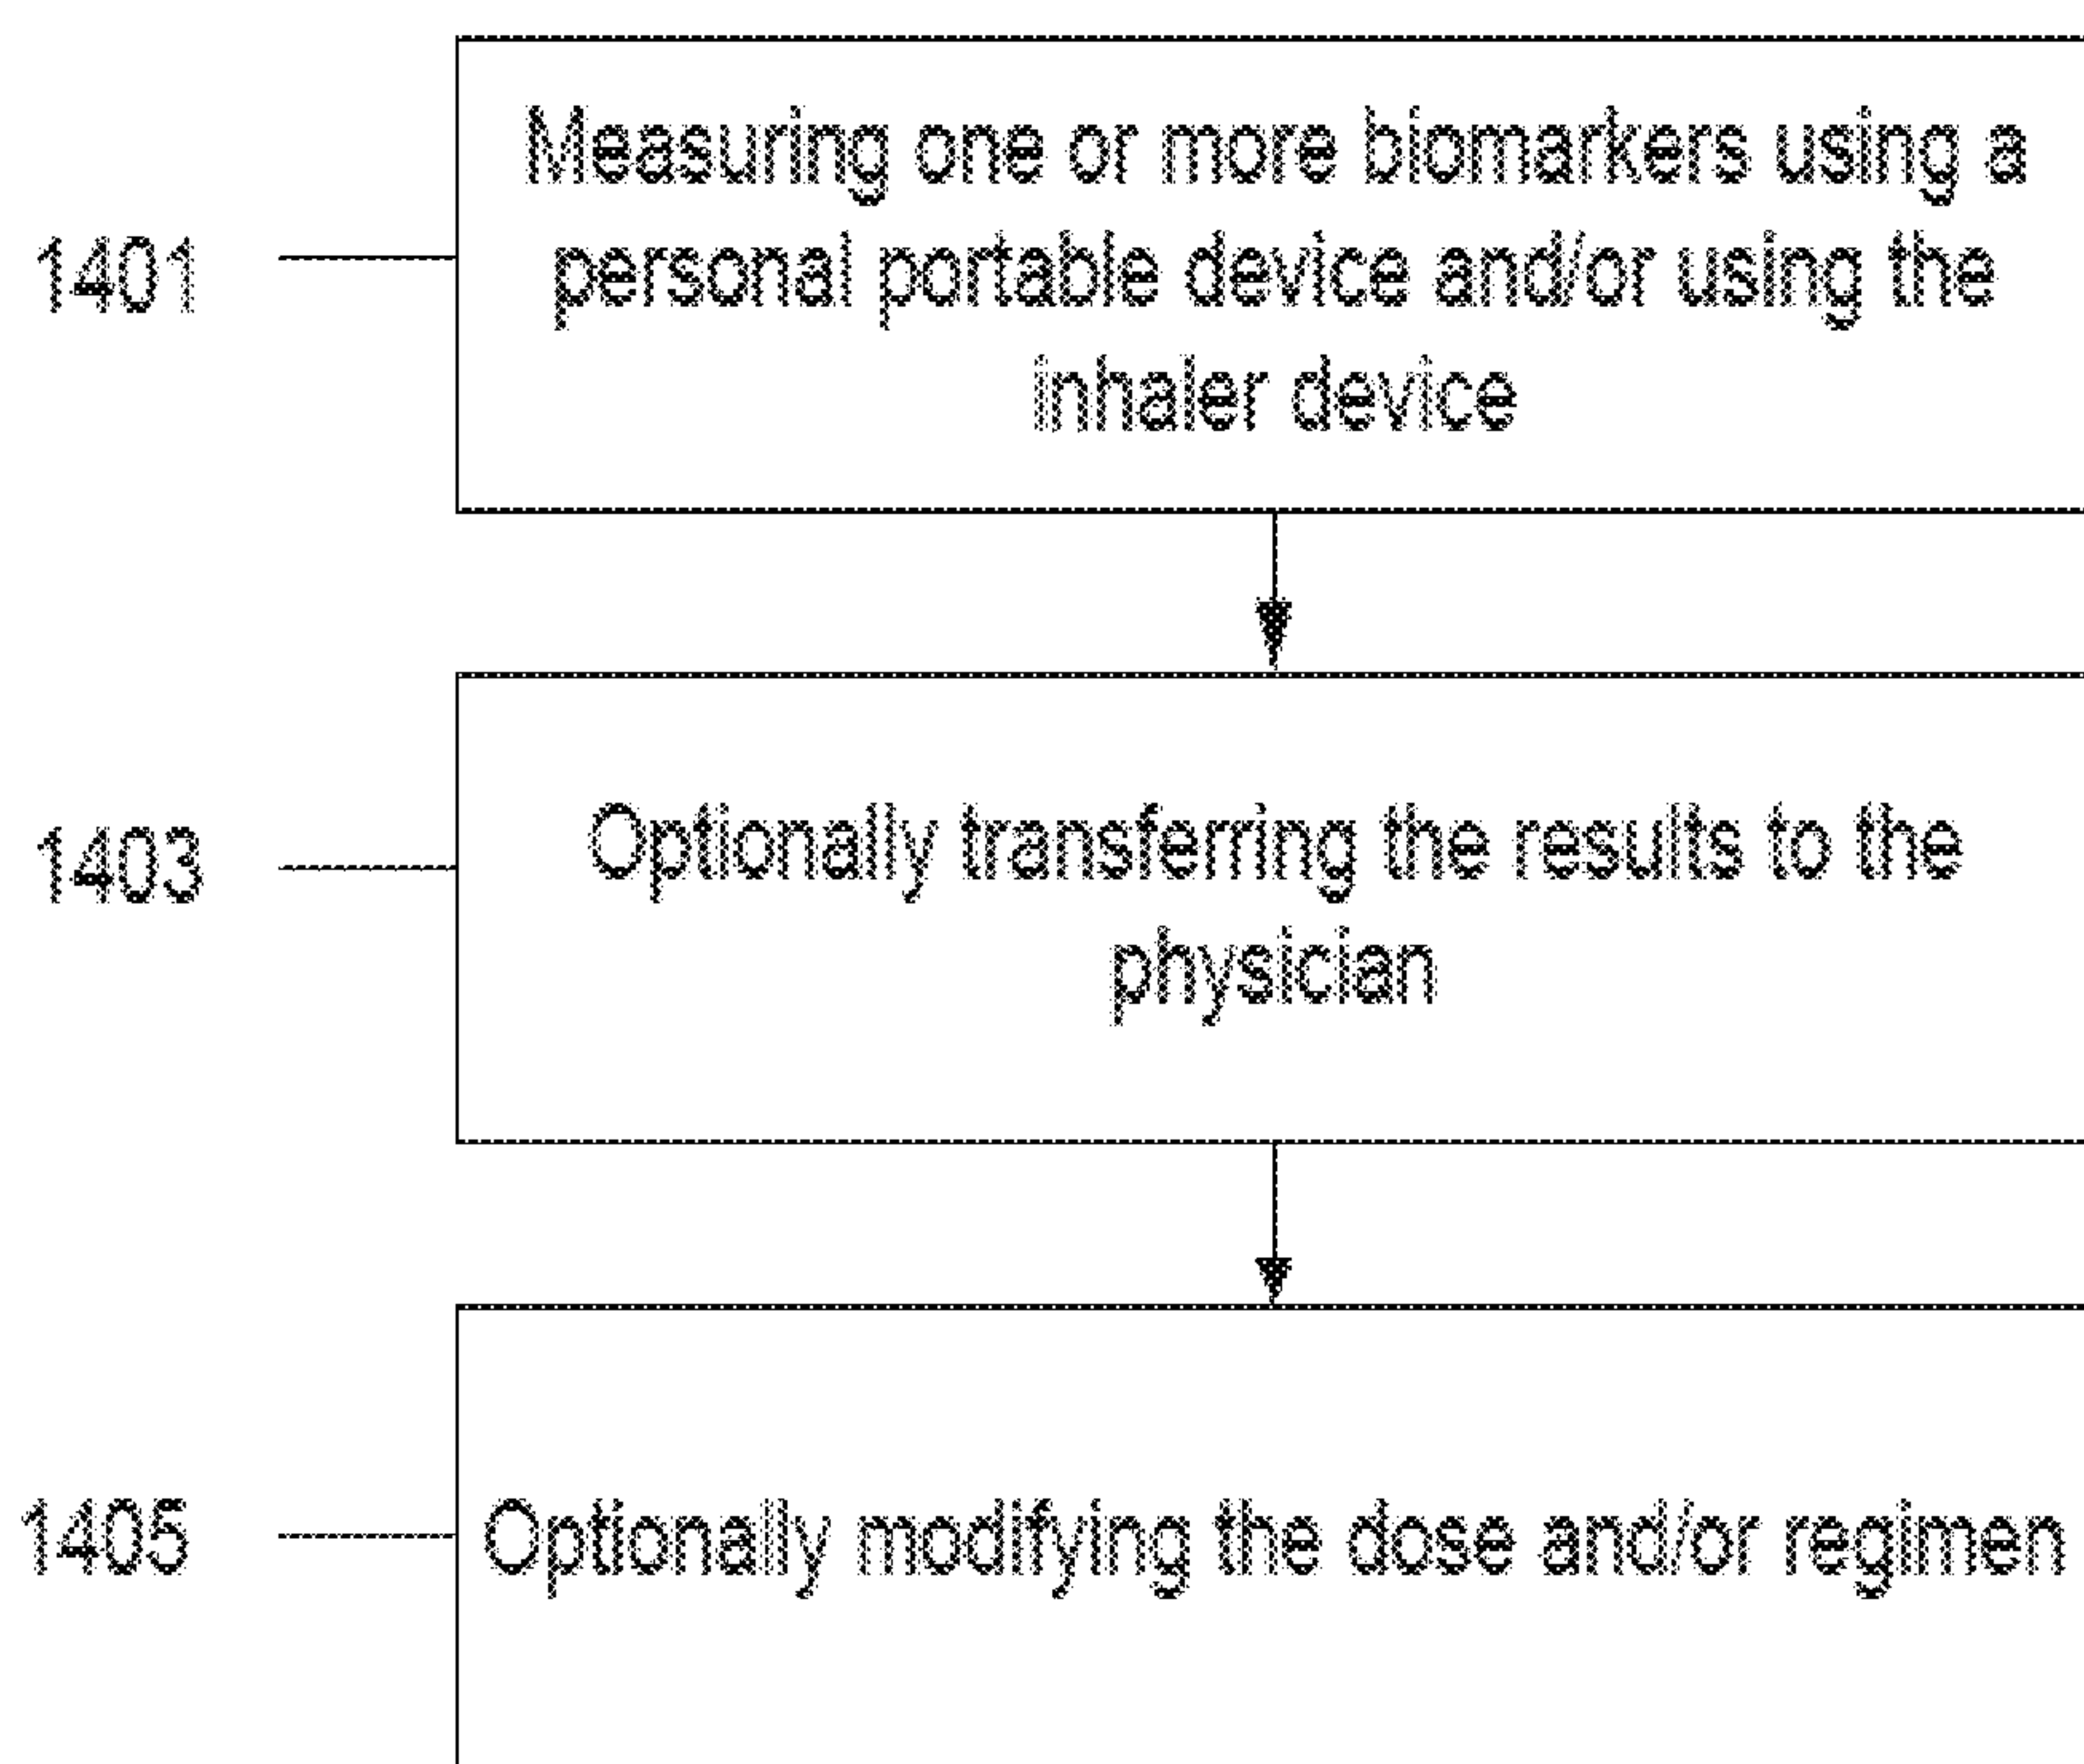 Measuring one or more biomarkers using a
1401
personal portable device and/or using the
inhaler device
1403
Optionally transferring the results to the
physician
1405
Optionally modifying the dose and/or regimen